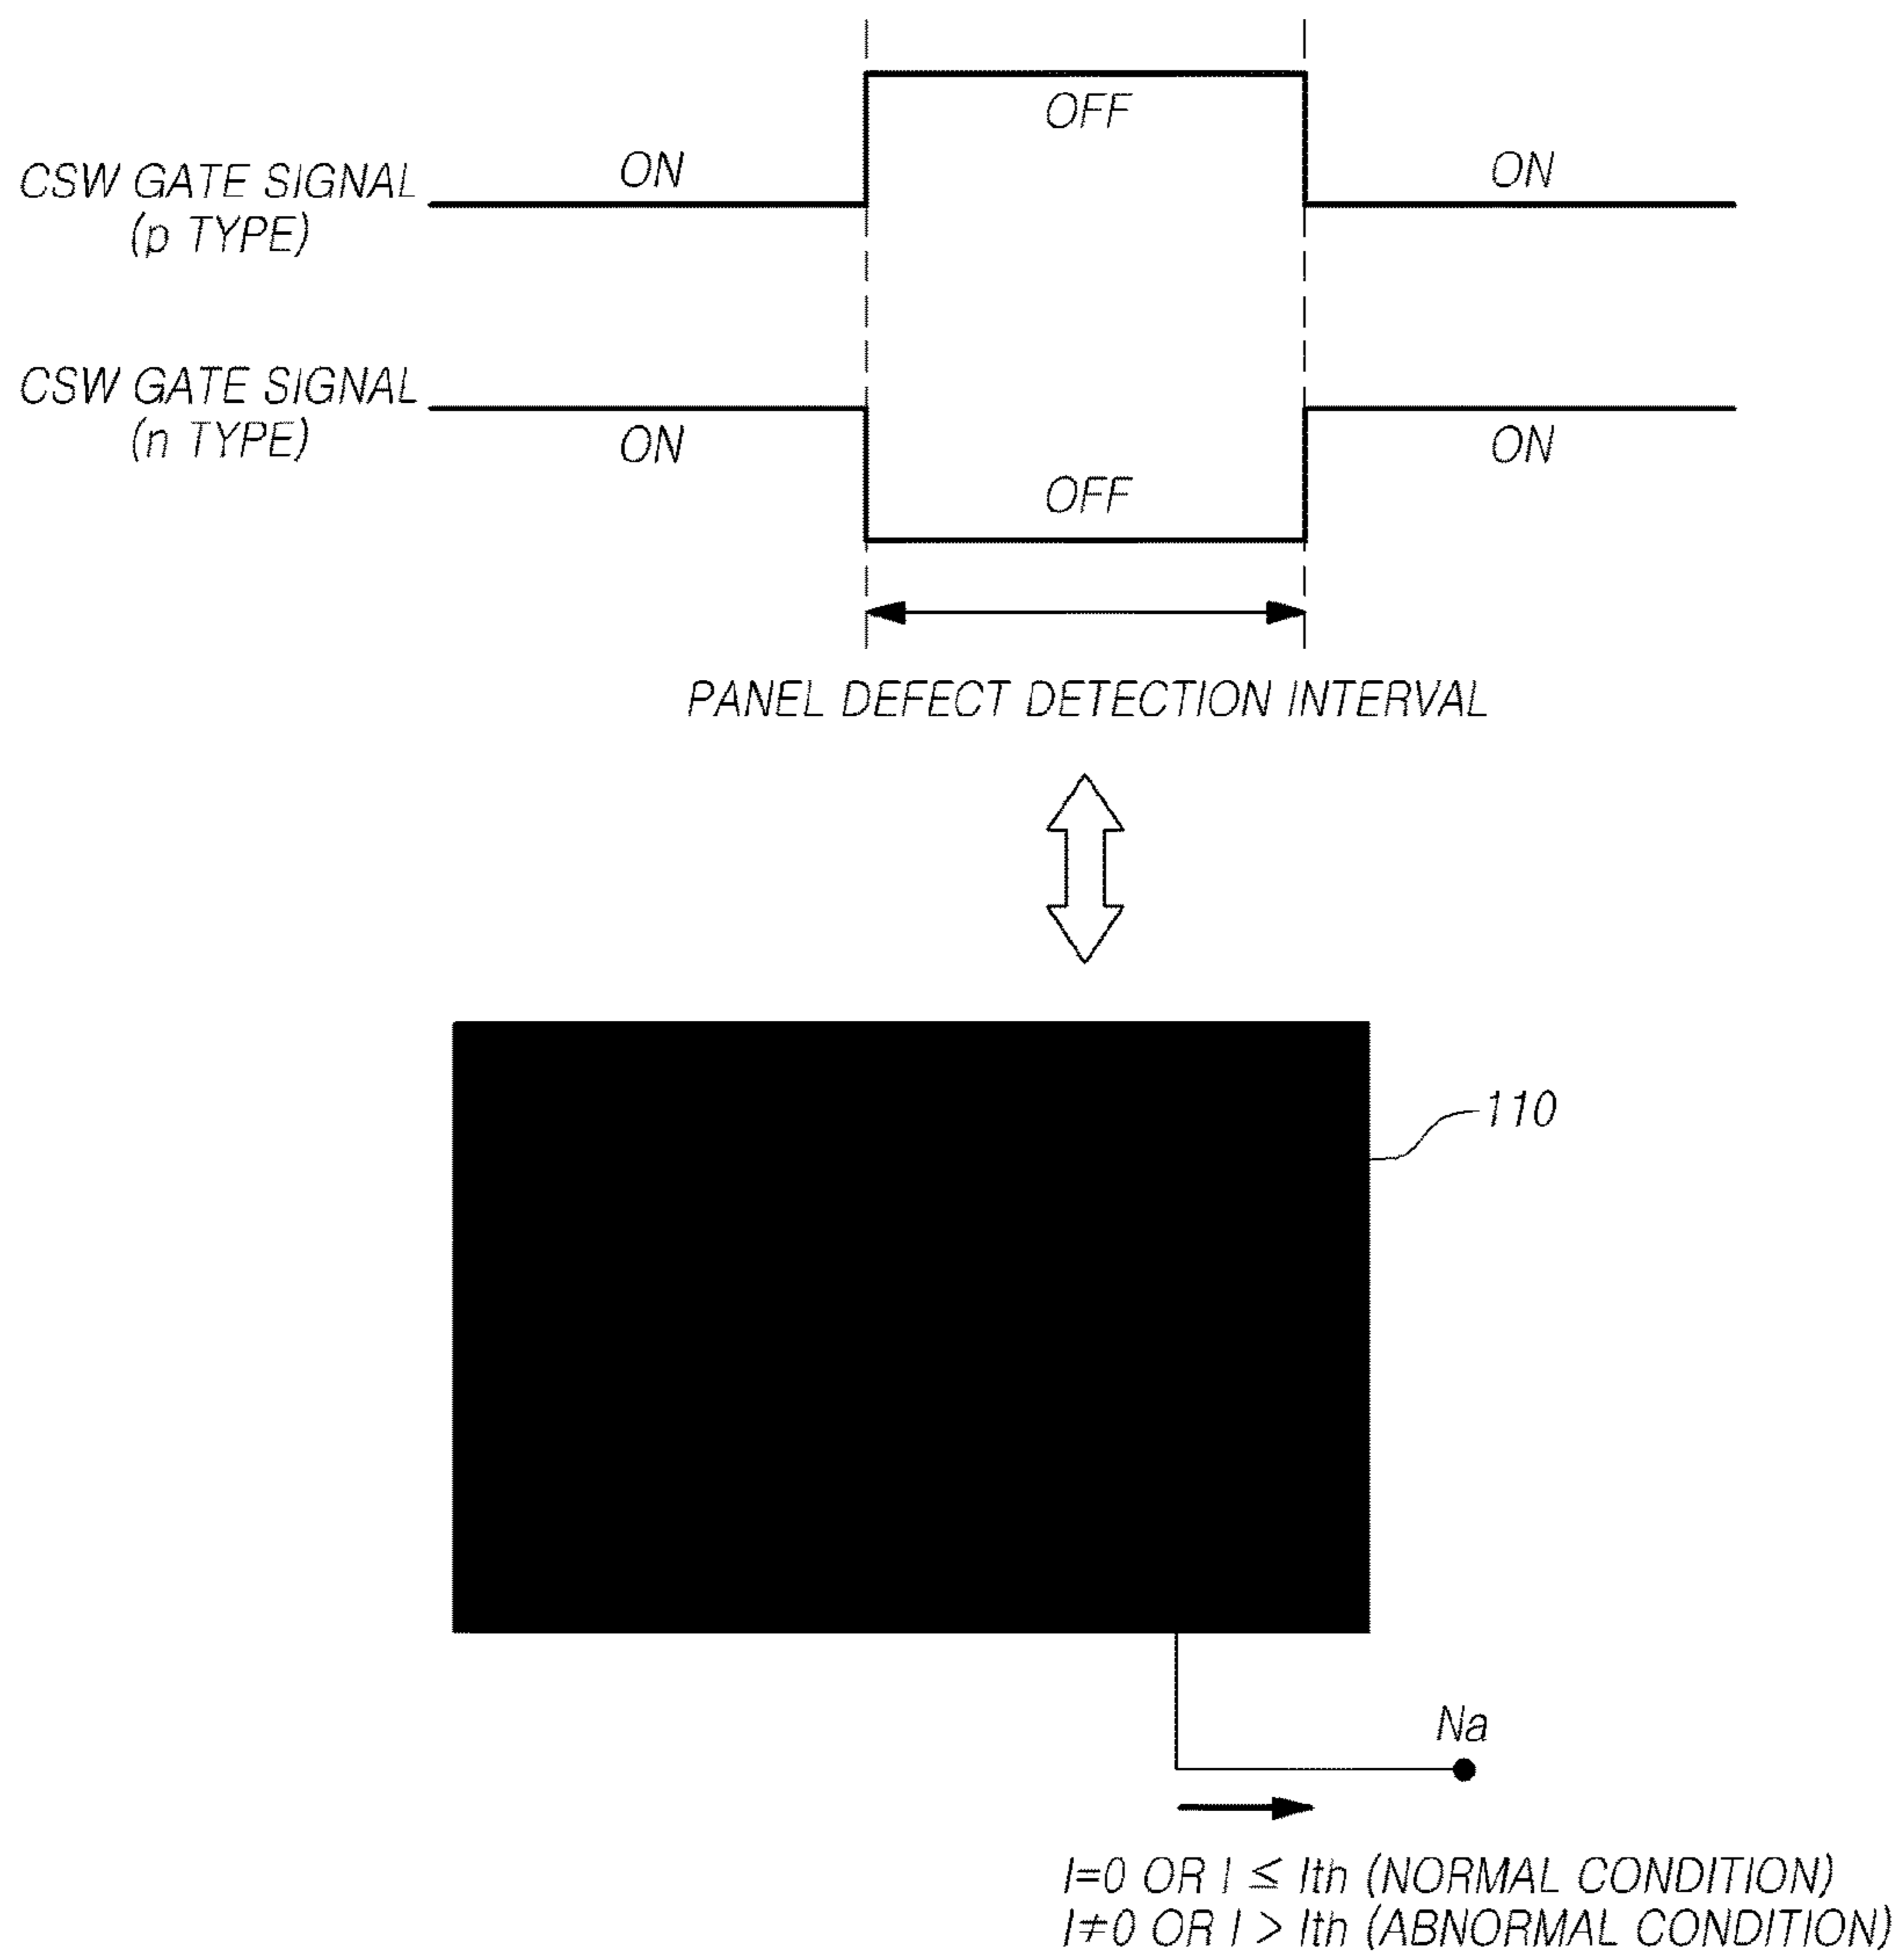 OFF
ON
ON
CSW GATE SIGNAL
(p TYPE)
CSW GATE SIGNAL
(n TYPE)
ON
ON
OFF
PANEL DEFECT DETECTION INTERVAL
110
Na
I=0 OR I ≤ Ith (NORMAL CONDITION)
I≠0 OR I > Ith (ABNORMAL CONDITION)